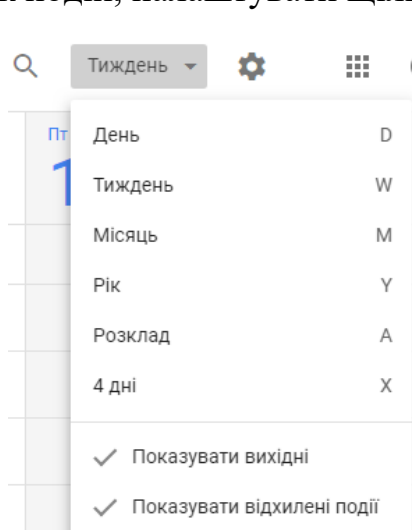 Тиждень
Пт
День D
Тиждень W
Місяць M
Рік Y
Розклад A
4 дні X
Показувати вихідні
Показувати відхилені події